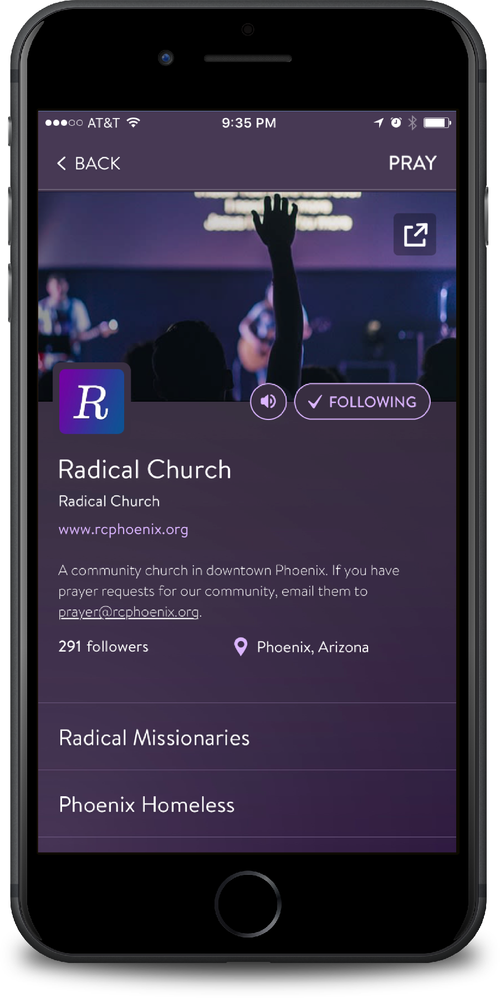 AT&T 9:35 PM
BACK PRAY
R
FOLLOWING
Radical Church
Radical Church
www.rcphoenix.org
A community church in downtown Phoenix. If you have
prayer requests for our community, email them to
prayer@rcphoenix.org.
291 followers Phoenix, Arizona
Radical Missionaries
Phoenix Homeless